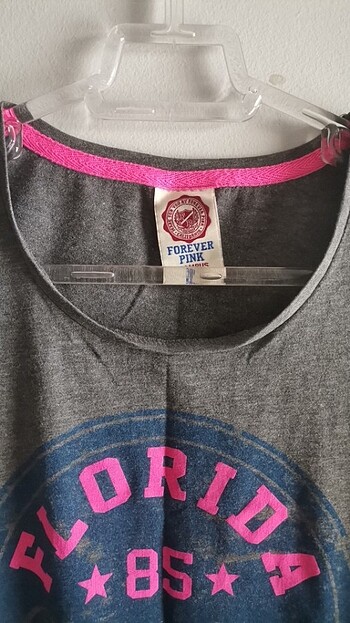 FOREVER
PINK
FLORIDA
★ 85 ★